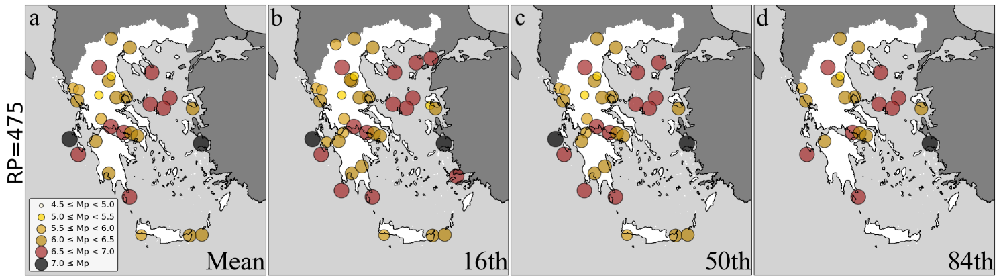 a
b
c
d
RP=475
4.5 ≤ Mp < 5.0
5.0 ≤ Mp < 5.5
5.5 ≤ Mp < 6.0
6.0 ≤ Mp < 6.5
6.5 ≤ Mp < 7.0
7.0 ≤ Mp
Mean
16th
50th
84th